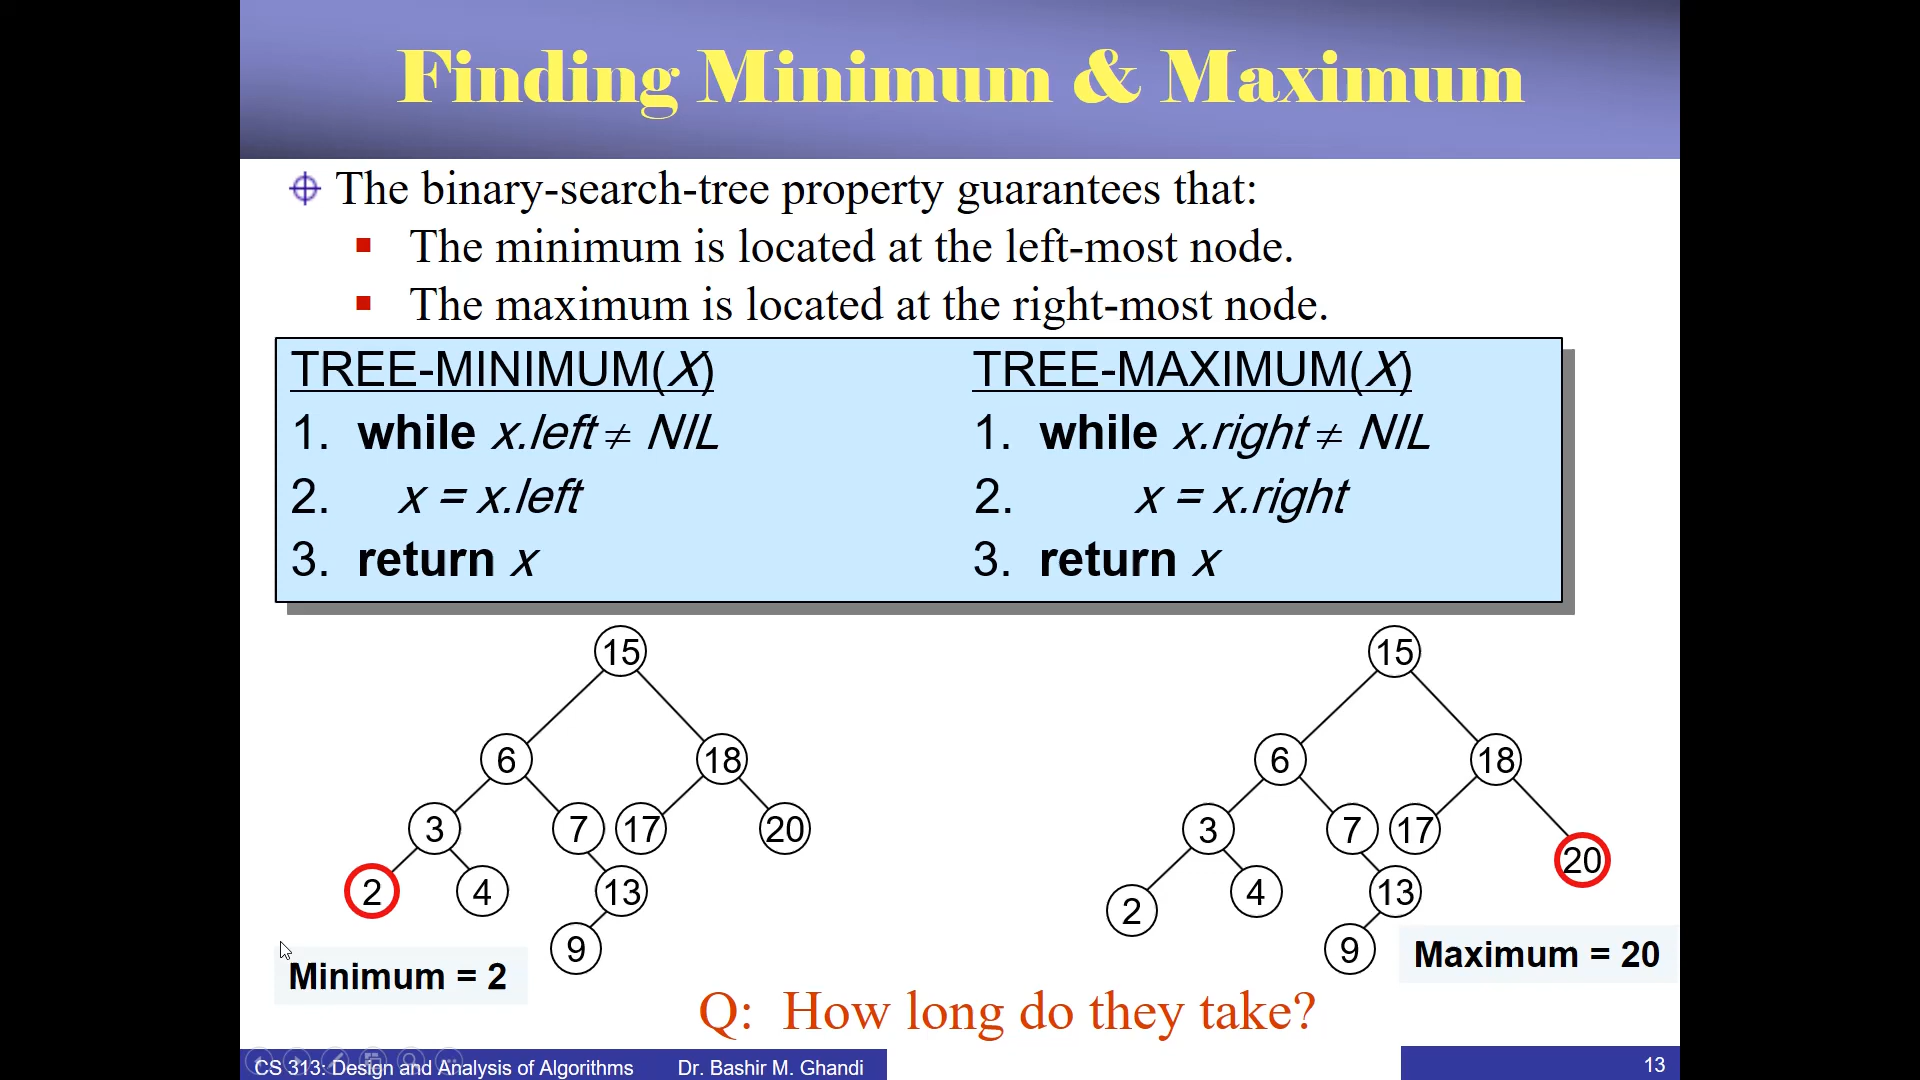 Finding Minimum & Maximum
The binary-search-tree property guarantees that:
The minimum is located at the left-most node.
The maximum is located at the right-most node.
TREE-MINIMUM(X)
1. while x.left ≠ NIL
2. x = x.left
3. return x
TREE-MAXIMUM(X)
1. while x.right ≠ NIL
2. x = x.right
3. return x
15
6 18
3 7 17 20
2 4 13
9
Minimum = 2
15
6 18
3 7 17
20
2 4 13
9
Maximum = 20
Q: How long do they take?
CS 313: Design and Analysis of Algorithms Dr. Bashir M. Ghandi
13